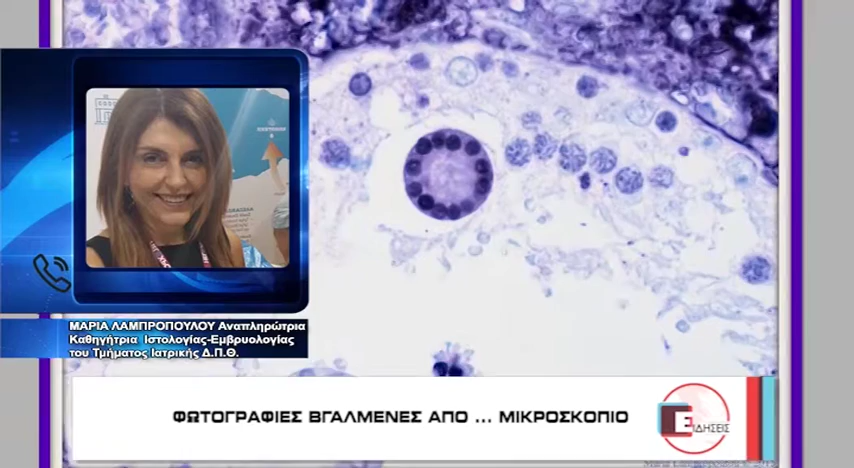 ΜΑΡΙΑ ΛΑΜΠΡΟΠΟΥΛΟΥ Αναπληρώτρια
Καθηγήτρια Ιστολογίας-Εμβρυολογίας
του Τμήματος Ιατρικής Δ.Π.Θ.
ΦΩΤΟΓΡΑΦΙΕΣ ΒΓΑΛΜΕΝΕΣ ΑΠΟ ... ΜΙΚΡΟΣΚΟΠΙΟ
ΕΙΔΗΣΕΙΣ